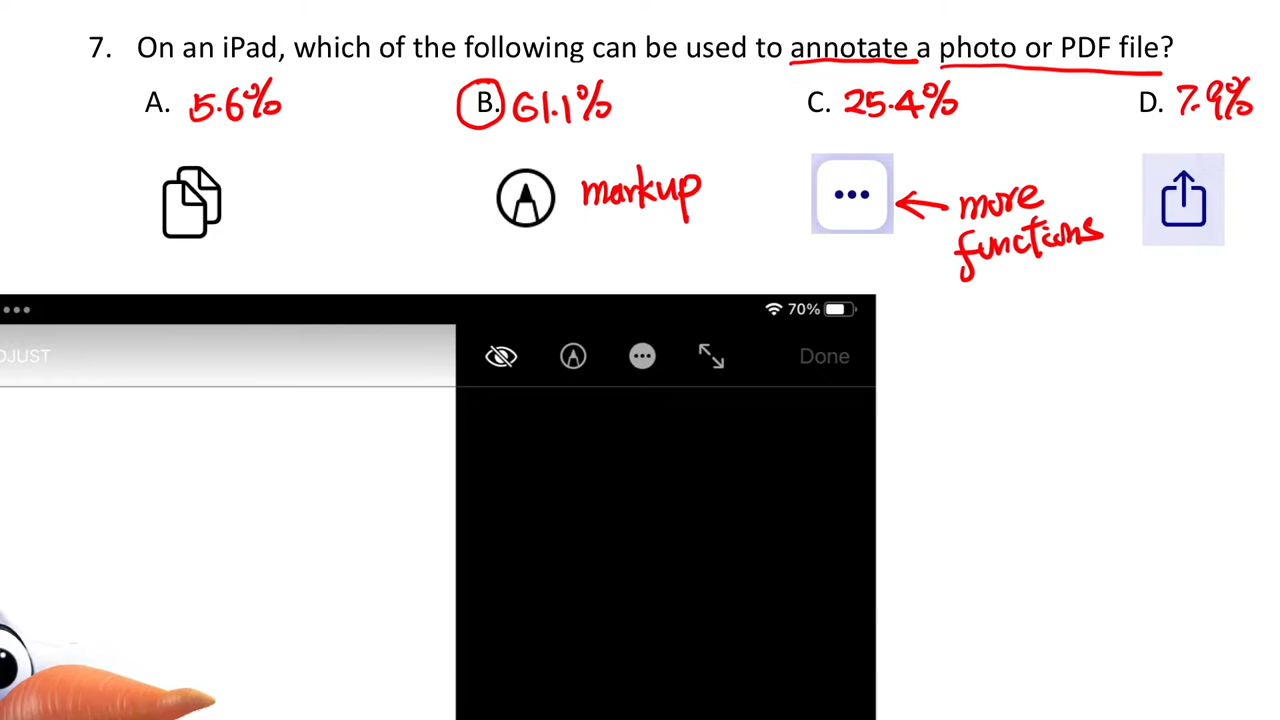 7. On an iPad, which of the following can be used to annotate a photo or PDF file?
A. 5.6% B. 61.1% C. 25.4% D. 7.9%
markup
more
functions
70%
DJUST Done